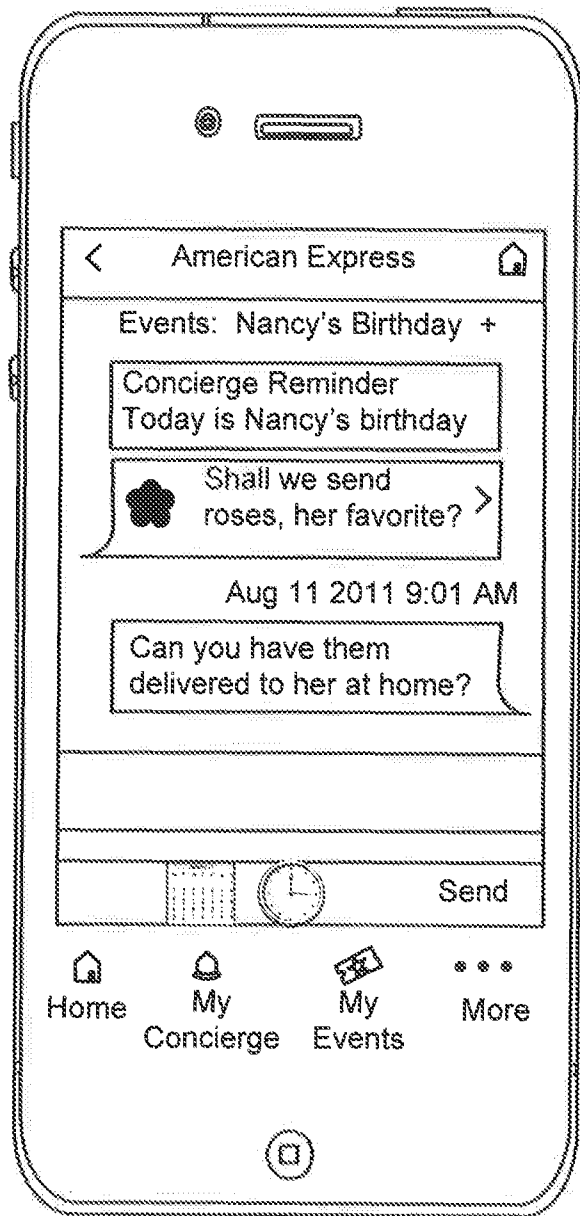 < American Express
Events: Nancy's Birthday +
Concierge Reminder
Today is Nancy's birthday
Shall we send
roses, her favorite? >
Aug 11 2011 9:01 AM
Can you have them
delivered to her at home?
Send
Home
My
Concierge
My
Events
More